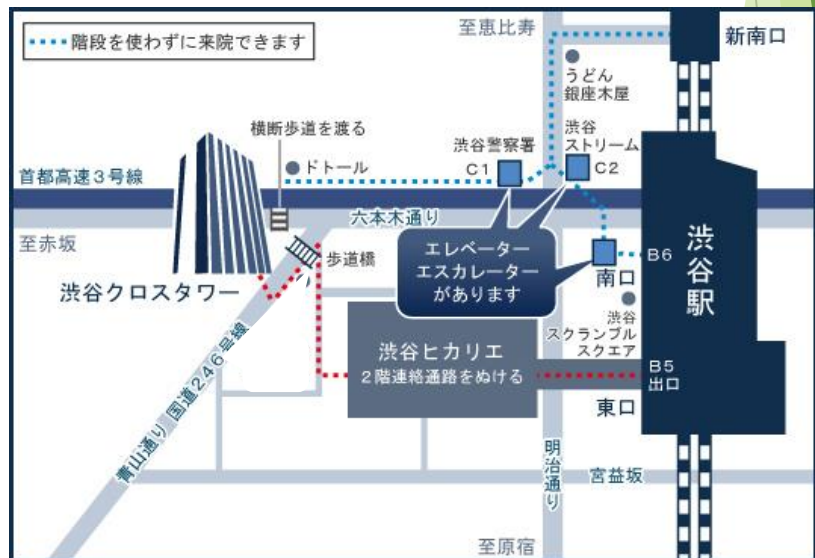 階段を使わずに来院できます
至恵比寿
新南口
うどん
銀座木屋
横断歩道を渡る
渋谷警察署
C1
渋谷
ストリーム
C2
ドトール
首都高速3号線
六本木通り
至赤坂
エレベーター
エスカレーター
があります
歩道橋
B6
南口
渋谷駅
渋谷クロスタワー
渋谷
スクランブル
スクエア
渋谷ヒカリエ
2階連絡通路をぬける
B5
出口
東口
青山通り 国道246号線
明治通り
宮益坂
至原宿